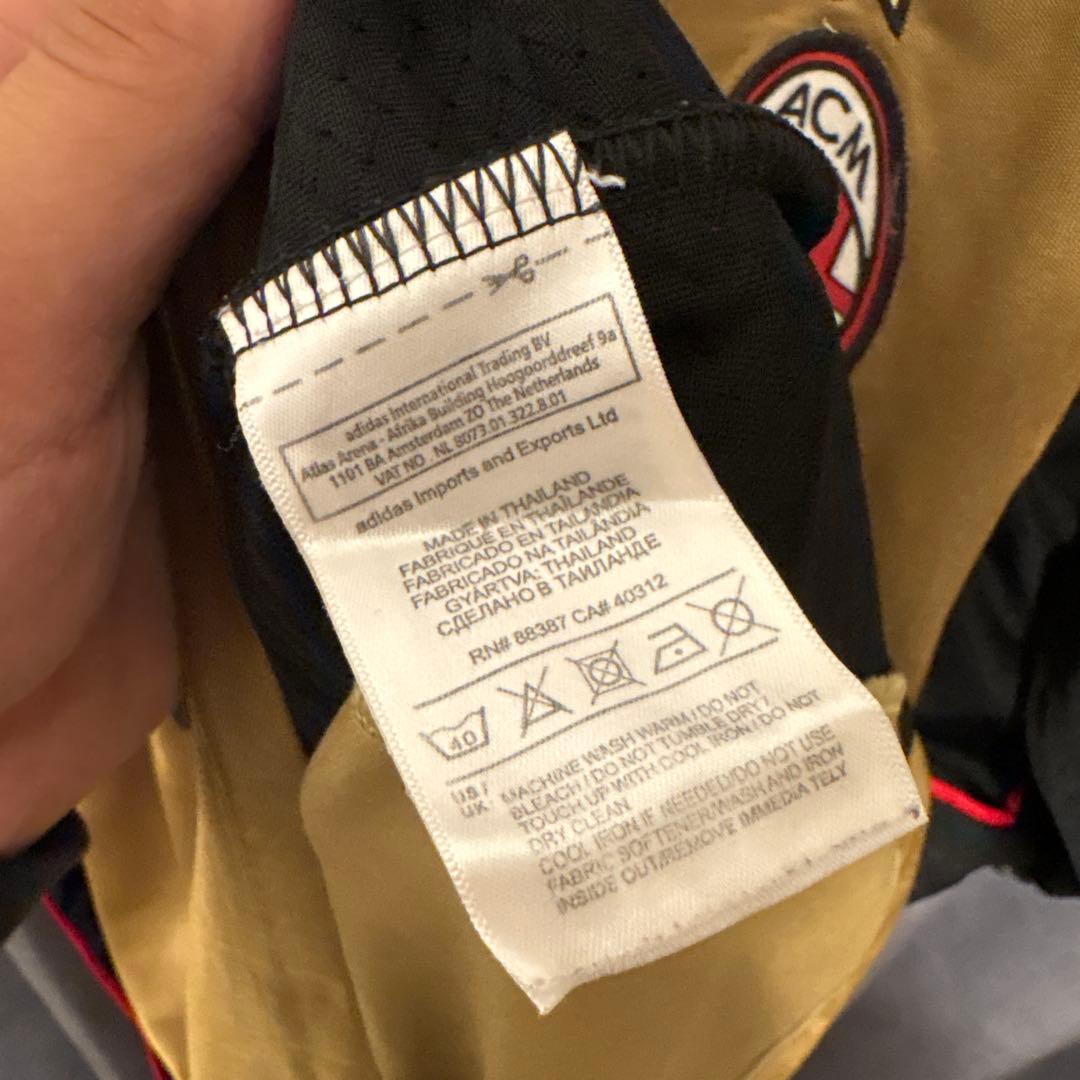 ACM
adidas International Trading BV
Atlas Arena - Afrika Building Hoogoorddreef 9a
1101 BA Amsterdam ZO The Netherlands
VAT NO. NL 8073.01.322.B.01
adidas Imports and Exports Ltd
MADE IN THAILAND
FABRIQUÉ EN THAÏLANDE
FABRICADO EN TAILANDIA
FABRICADO NA TAILÂNDIA
GYÁRTVA: THAILAND
СДЕЛАНО В ТАИЛАНДЕ
RN# 88387 CA# 40312
40
US/
UK
MACHINE WASH WARM/DO NOT
BLEACH/DO NOT TUMBLE DRY/
TOUCH UP WITH COOL IRON/DO NOT
DRY CLEAN
COOL IRON IF NEEDED/DO NOT USE
FABRIC SOFTENER/WASH AND IRON
INSIDE OUT/REMOVE IMMEDIATELY